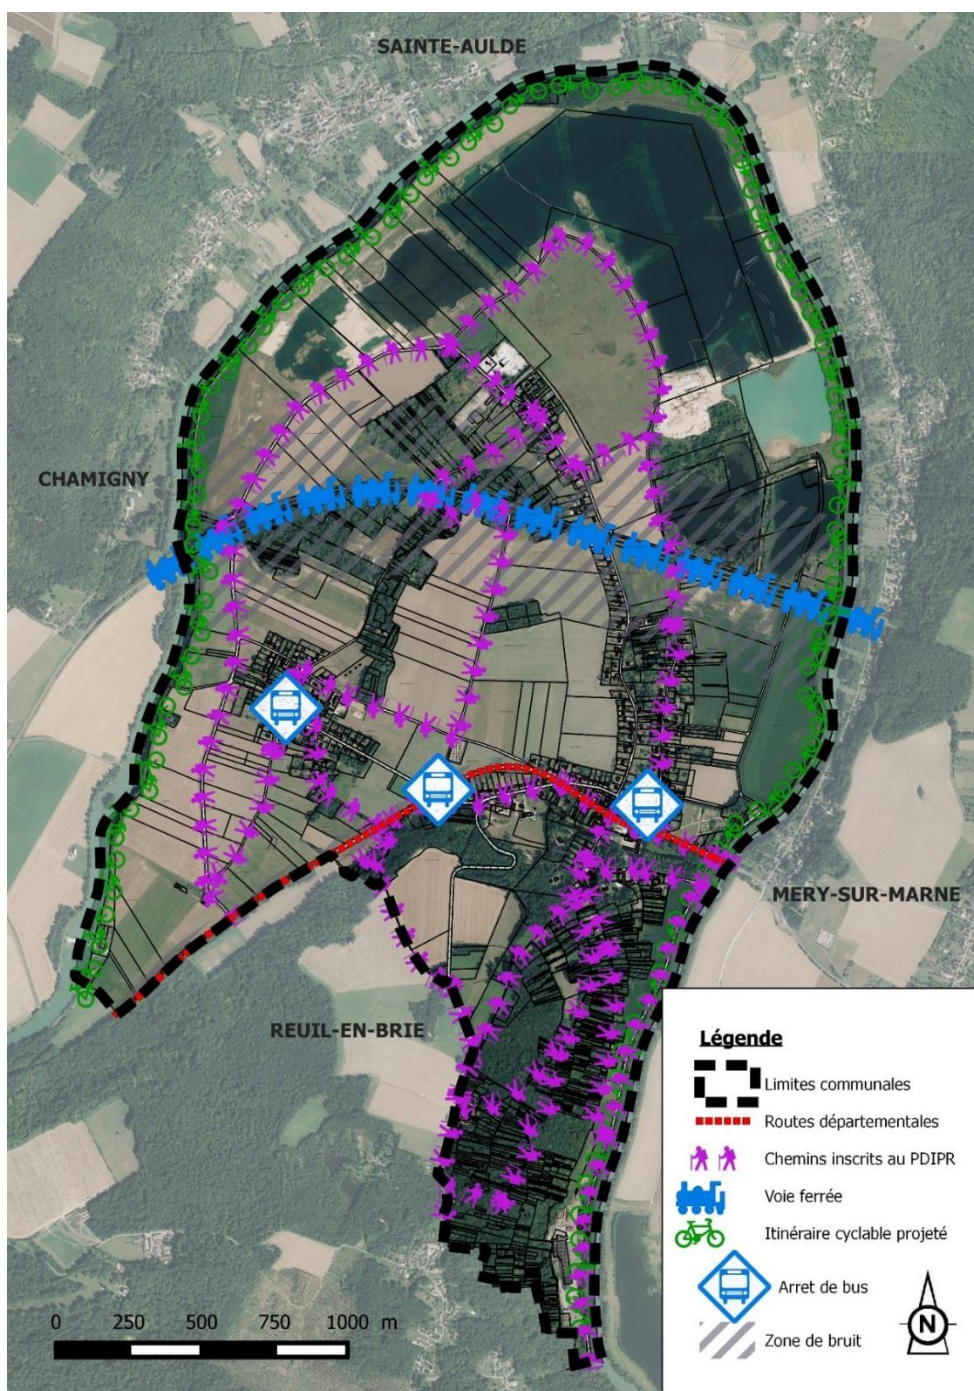 SAINTE-AULDE
CHAMIGNY
MERY-SUR-MARNE
REUIL-EN-BRIE
Légende
Limites communales
Routes départementales
Chemins inscrits au PDIPR
Voie ferrée
Itinéraire cyclable projeté
Arret de bus
Zone de bruit
N
0 250 500 750 1000 m